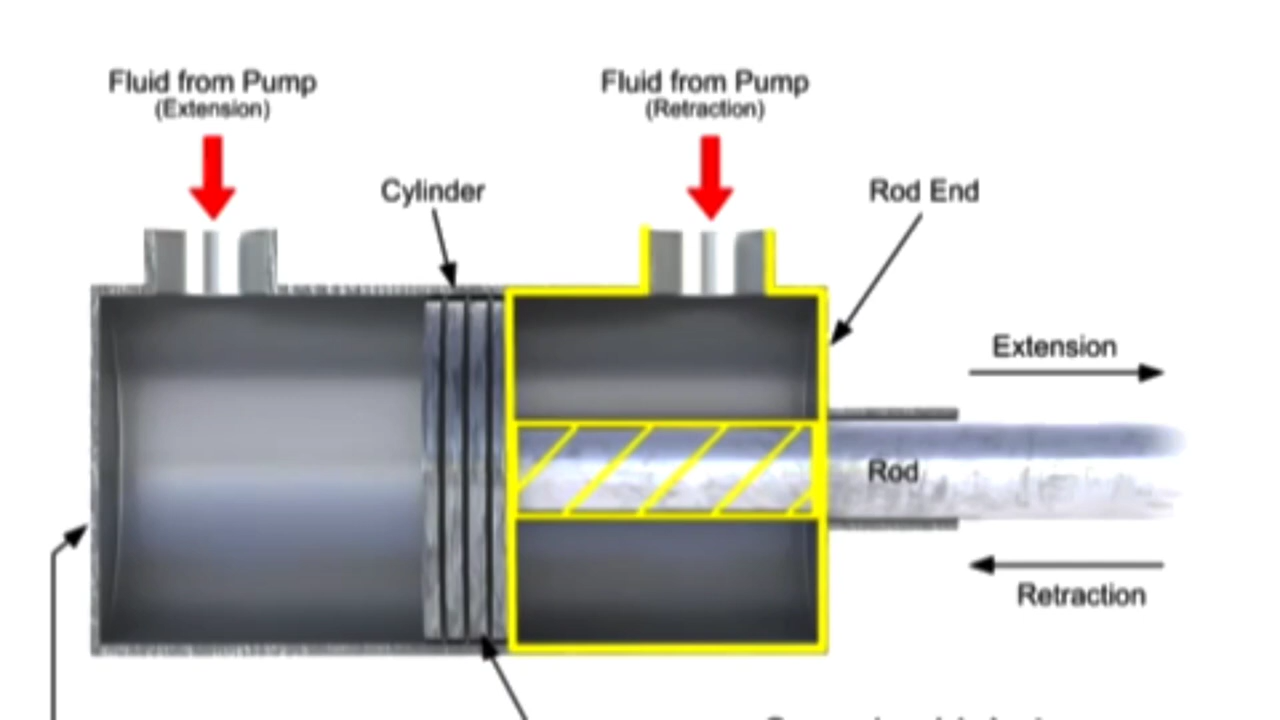 Fluid from Pump
(Extension)
Fluid from Pump
(Retraction)
Cylinder
Rod End
Extension
Rod
Retraction